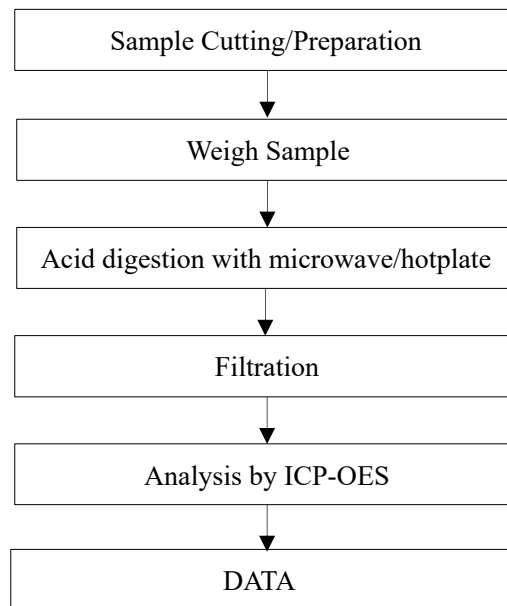 Sample Cutting/Preparation
Weigh Sample
Acid digestion with microwave/hotplate
Filtration
Analysis by ICP-OES
DATA